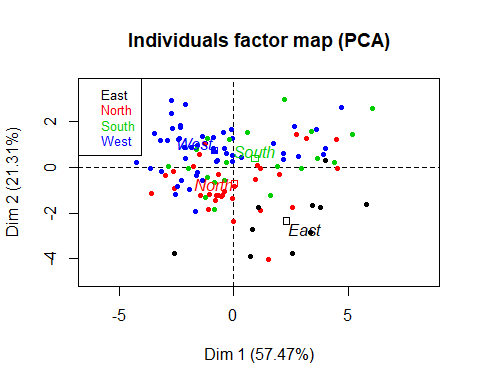 Individuals factor map (PCA)
East
North
South
West
West
South
North
East
2
0
-2
-4
-5
0
5
Dim 2 (21.31%)
Dim 1 (57.47%)